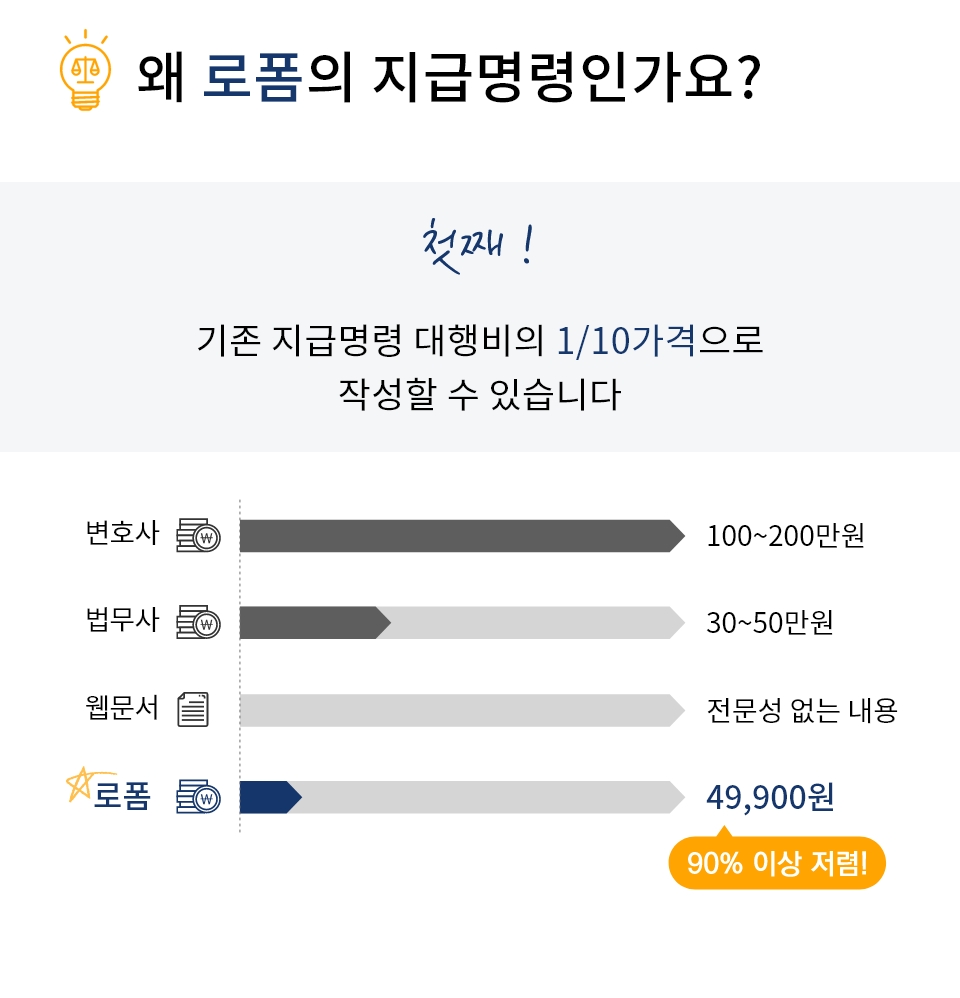 왜 로폼의 지급명령인가요?
첫째 !
기존 지급명령 대행비의 1/10가격으로
작성할 수 있습니다
변호사 ₩ 100~200만원
법무사 ₩ 30~50만원
웹문서 전문성 없는 내용
로폼 ₩ 49,900원
90% 이상 저렴!